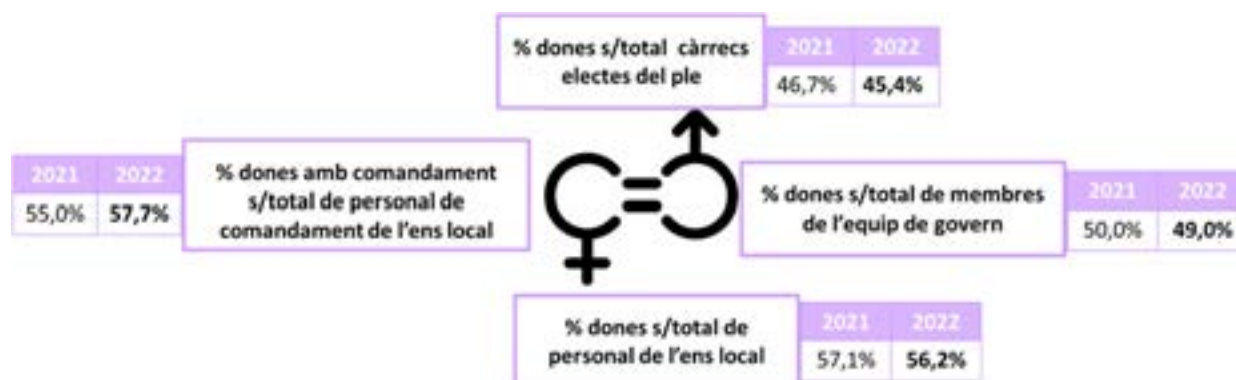 % dones s/total càrrecs
electes del ple
2021 2022
46,7% 45,4%
2021 2022
55,0% 57,7%
% dones amb comandament
s/total de personal de
comandament de l'ens local
% dones s/total de membres
de l'equip de govern
2021 2022
50,0% 49,0%
% dones s/total de
personal de l'ens local
2021 2022
57,1% 56,2%